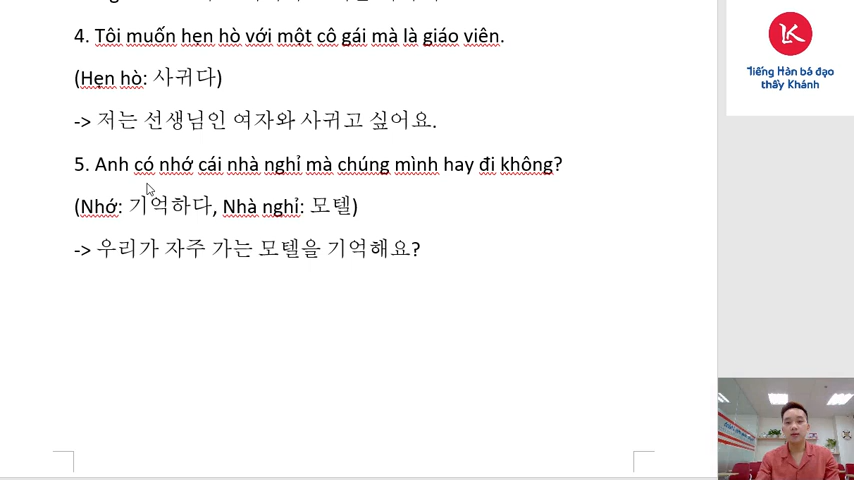 4. Tôi muốn hẹn hò với một cô gái mà là giáo viên.
(Hẹn hò: 사귀다)
-> 저는 선생님인 여자와 사귀고 싶어요.
5. Anh có nhớ cái nhà nghỉ mà chúng mình hay đi không?
(Nhớ: 기억하다, Nhà nghỉ: 모텔)
-> 우리가 자주 가는 모텔을 기억해요?
LK
Tiếng Hàn bá đạo
thầy Khánh